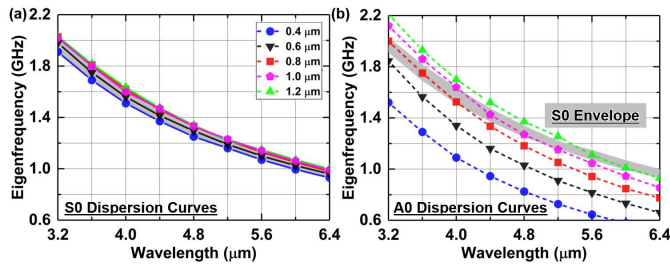 (a)
2.2
1.8
1.4
1.0
0.6
Eigenfrequency (GHz)
0.4 μm
0.6 μm
0.8 μm
1.0 μm
1.2 μm
S0 Dispersion Curves
3.2 4.0 4.8 5.6 6.4
Wavelength (μm)
(b)
2.2
1.8
1.4
1.0
0.6
Eigenfrequency (GHz)
S0 Envelope
A0 Dispersion Curves
3.2 4.0 4.8 5.6 6.4
Wavelength (μm)